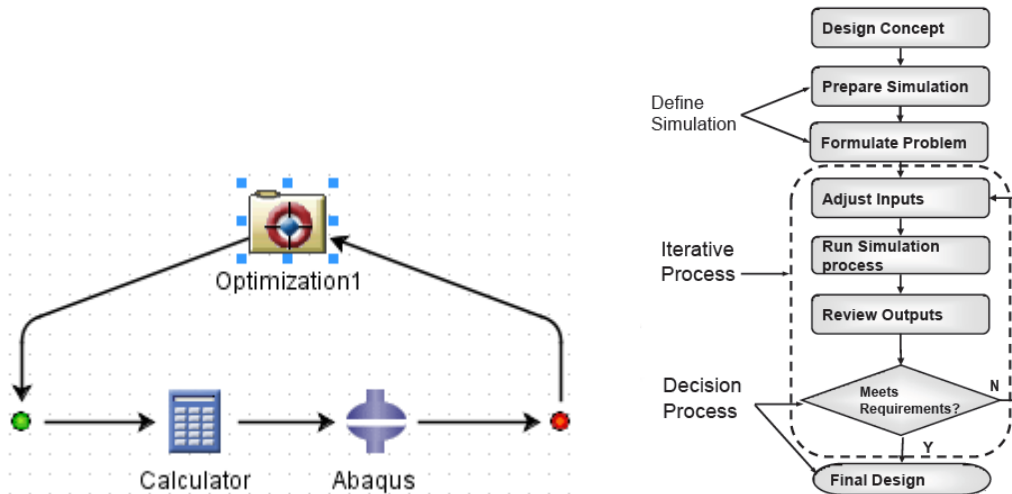 Optimization1
Calculator
Abaqus
Design Concept
Prepare Simulation
Define
Simulation
Formulate Problem
Adjust Inputs
Iterative
Process
Run Simulation
process
Review Outputs
Decision
Process
Meets
Requirements?
N
Y
Final Design